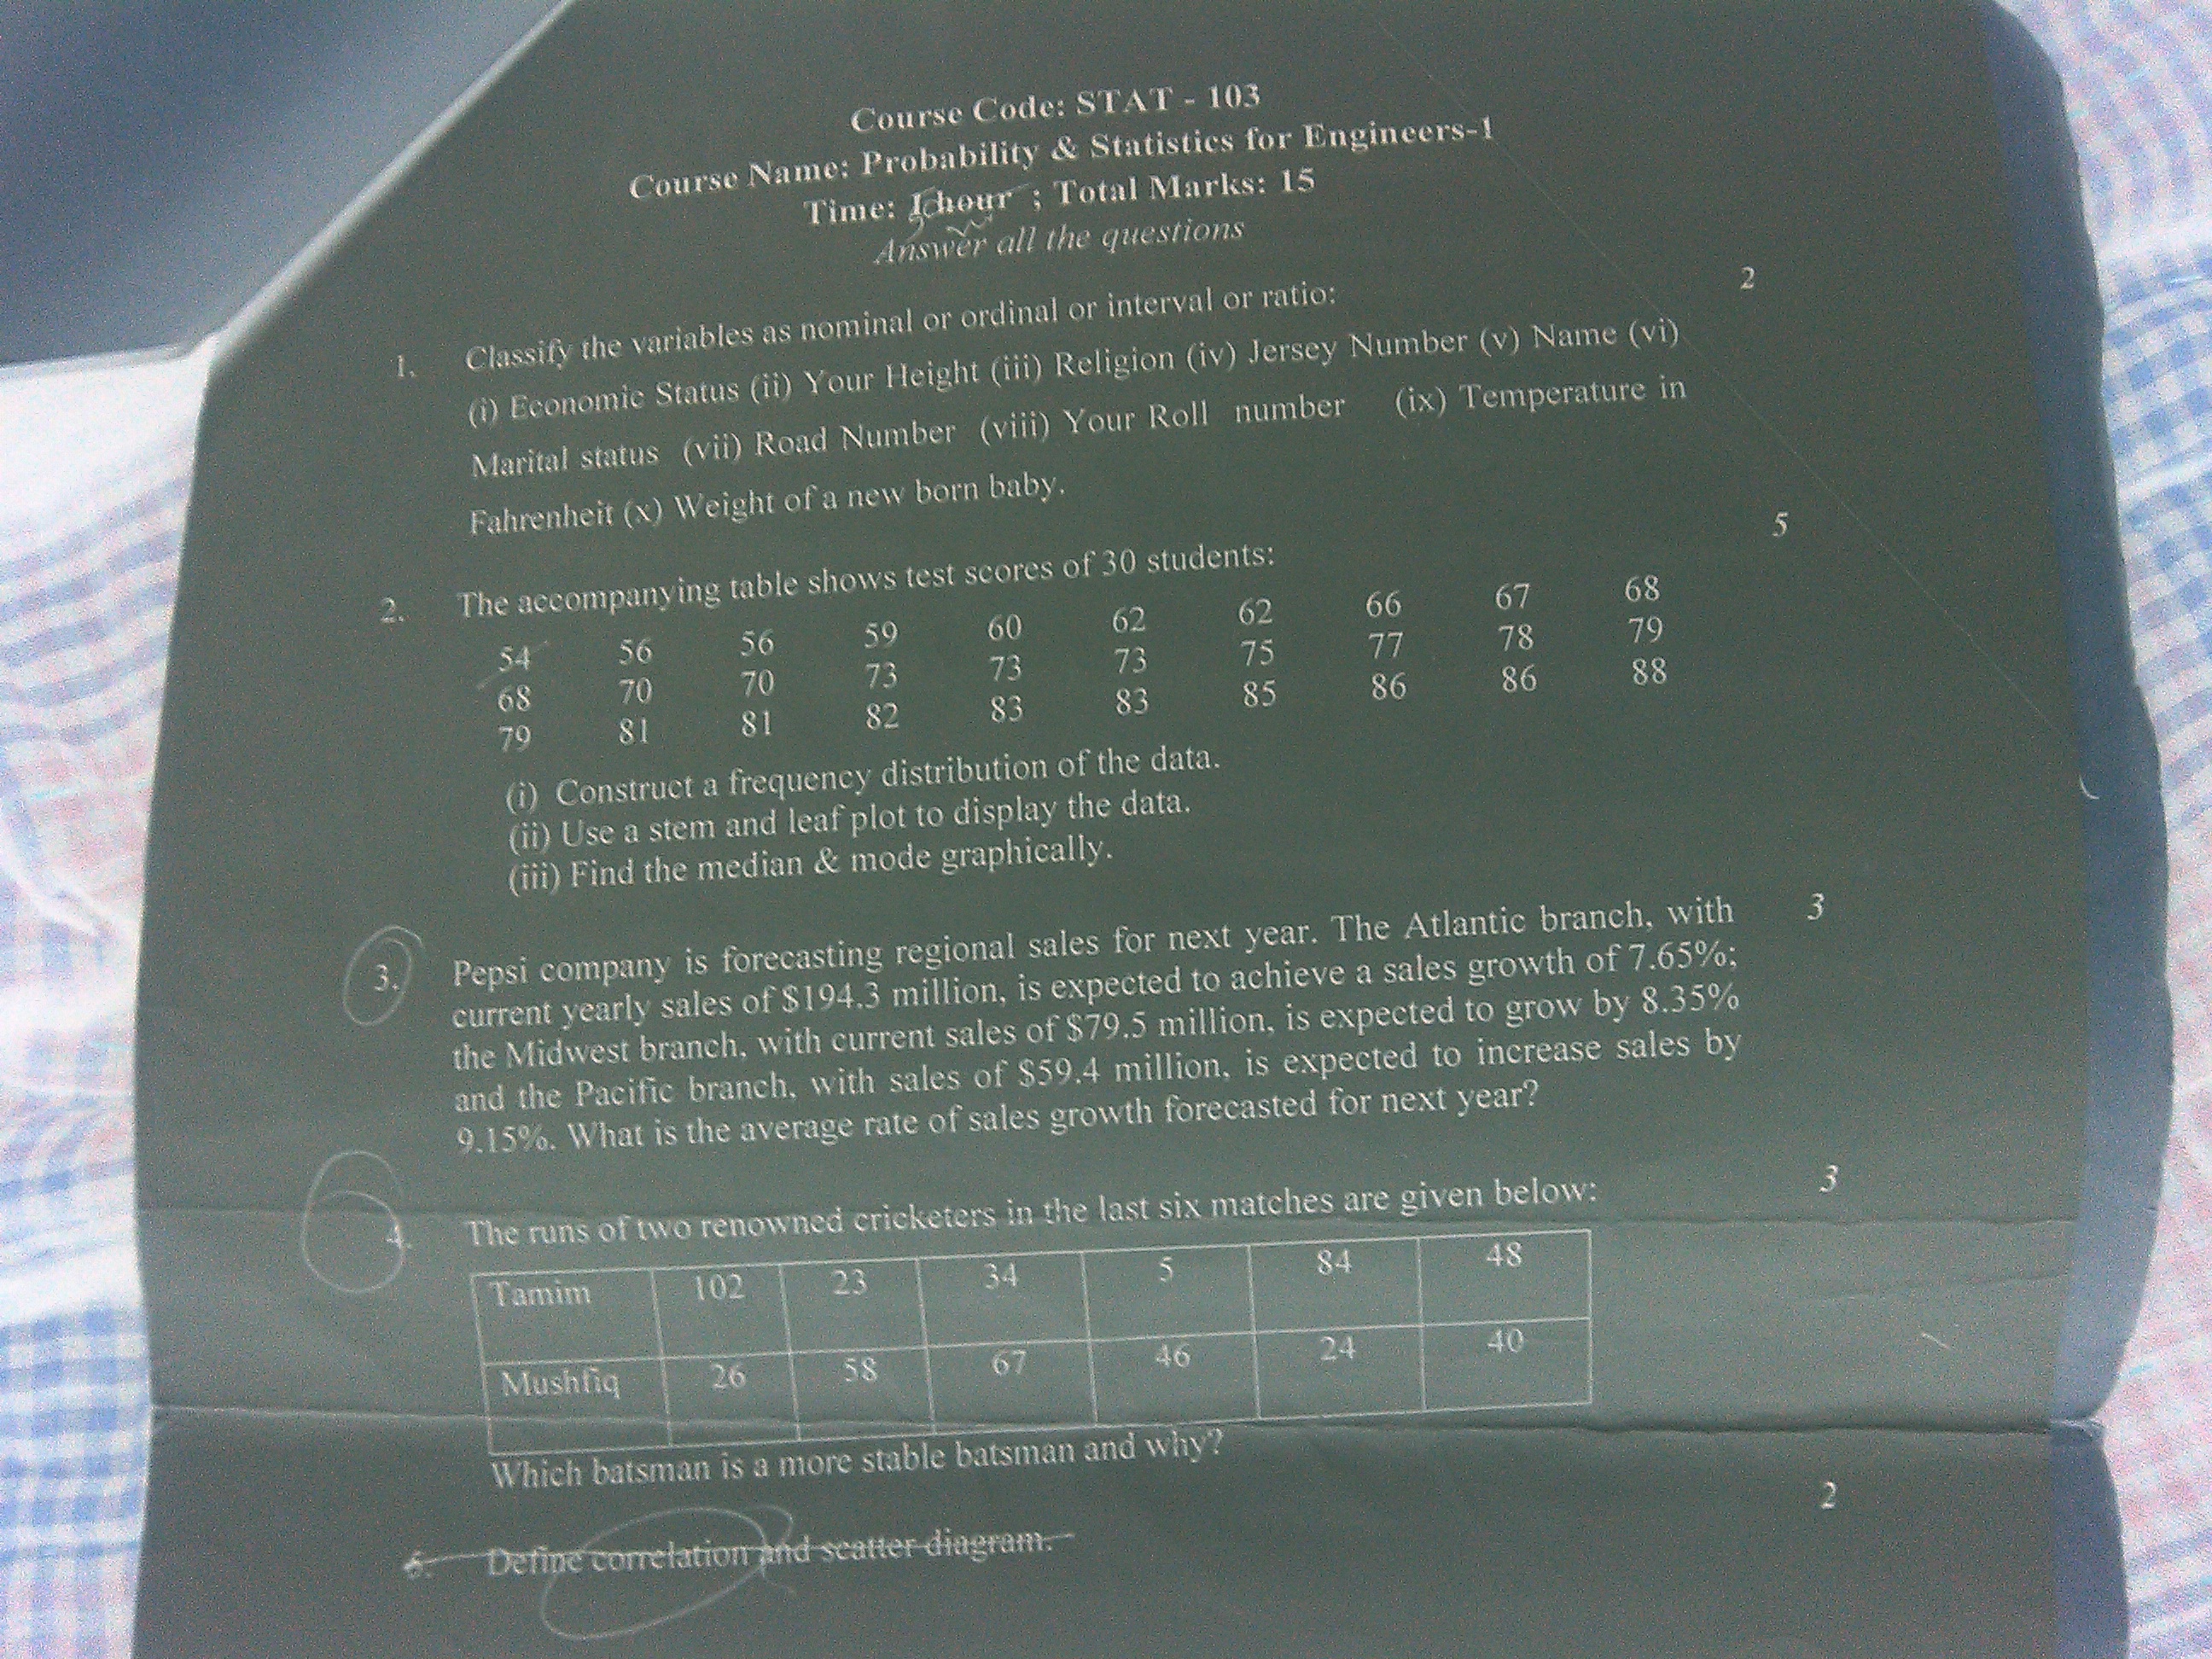 Course Code: STAT - 103
Course Name: Probability & Statistics for Engineers-1
Time: 1 hour ; Total Marks: 15
Answer all the questions
1. Classify the variables as nominal or ordinal or interval or ratio: 2
(i) Economic Status (ii) Your Height (iii) Religion (iv) Jersey Number (v) Name (vi)
Marital status (vii) Road Number (viii) Your Roll number (ix) Temperature in
Fahrenheit (x) Weight of a new born baby.
2. The accompanying table shows test scores of 30 students: 5
54 56 56 59 60 62 62 66 67 68
68 70 70 73 73 73 75 77 78 79
79 81 81 82 83 83 85 86 86 88
(i) Construct a frequency distribution of the data.
(ii) Use a stem and leaf plot to display the data.
(iii) Find the median & mode graphically.
3. Pepsi company is forecasting regional sales for next year. The Atlantic branch, with 3
current yearly sales of $194.3 million, is expected to achieve a sales growth of 7.65%;
the Midwest branch, with current sales of $79.5 million, is expected to grow by 8.35%
and the Pacific branch, with sales of $59.4 million, is expected to increase sales by
9.15%. What is the average rate of sales growth forecasted for next year?
4. The runs of two renowned cricketers in the last six matches are given below: 3
Tamim 102 23 34 5 84 48
Mushfiq 26 58 67 46 24 40
Which batsman is a more stable batsman and why?
Define correlation and scatter diagram. 2